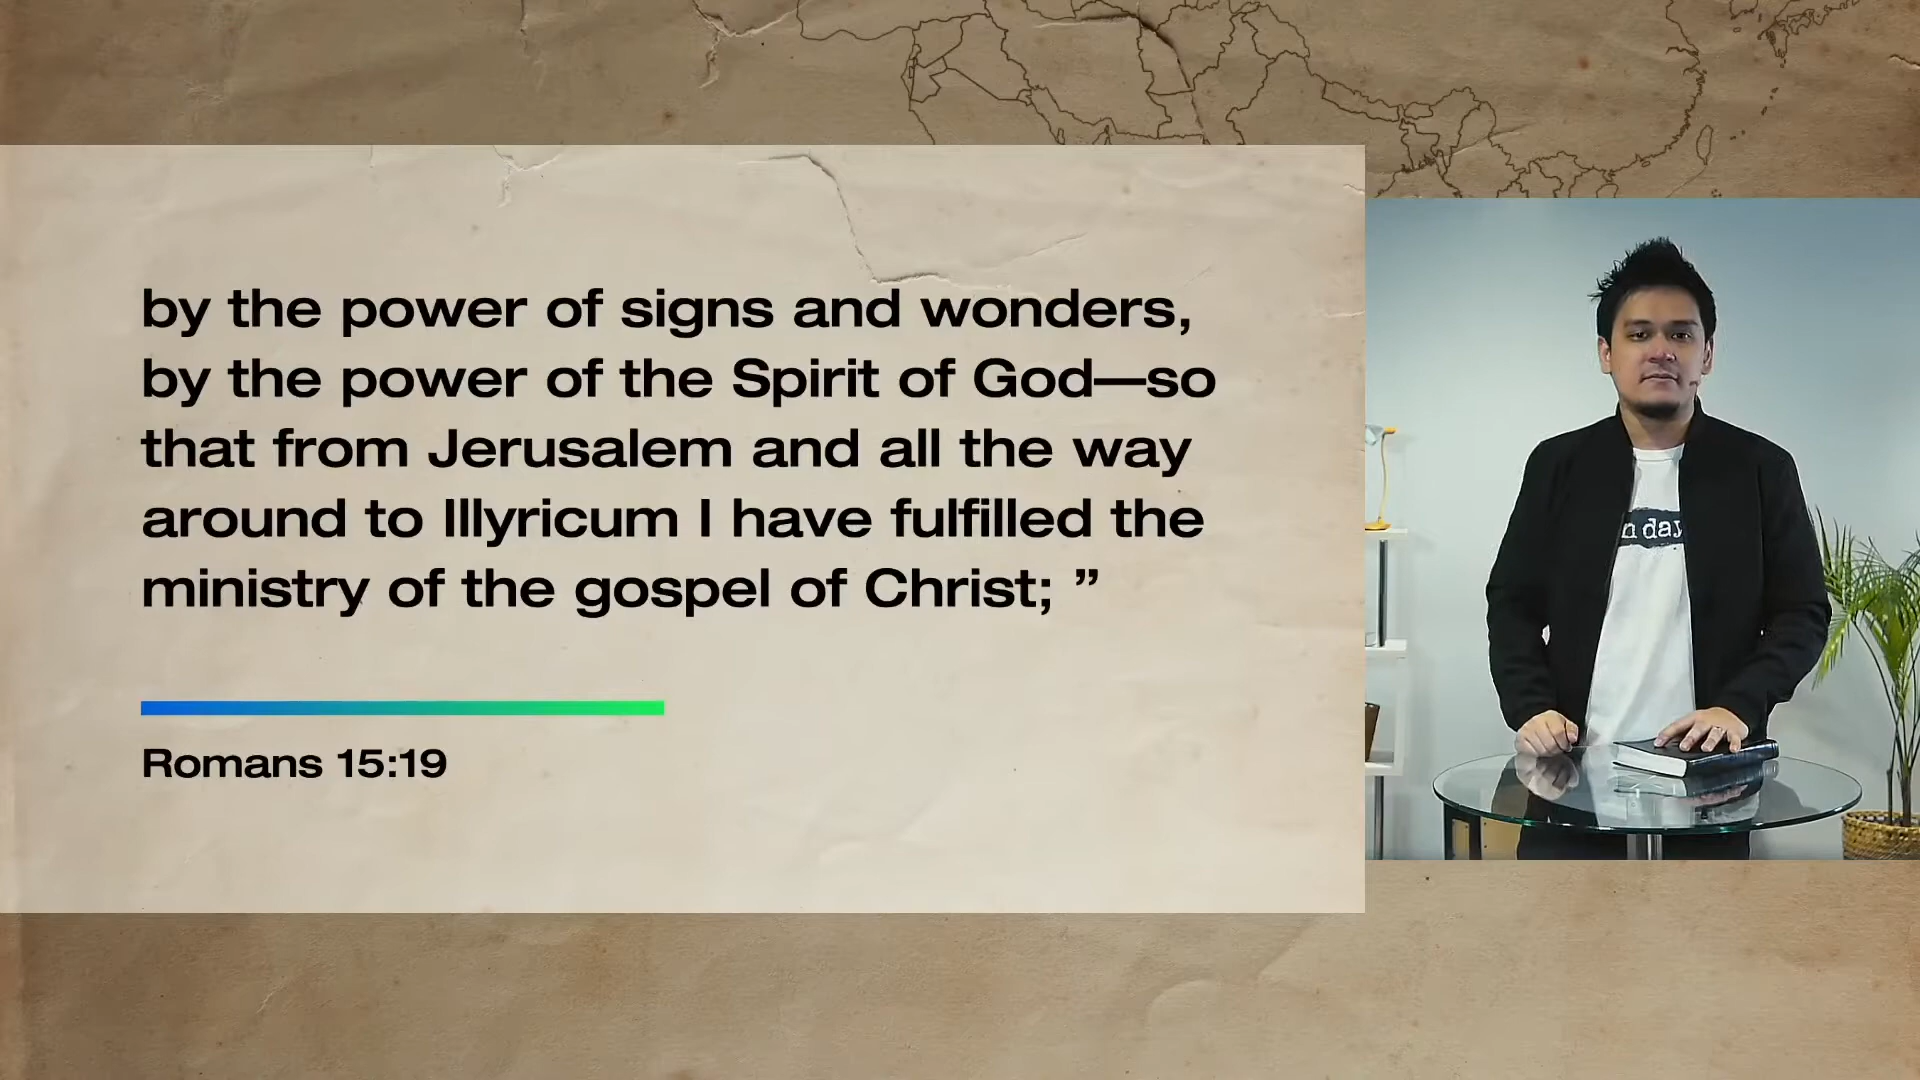 by the power of signs and wonders,
by the power of the Spirit of God—so
that from Jerusalem and all the way
around to Illyricum I have fulfilled the
ministry of the gospel of Christ; ”
Romans 15:19
n day